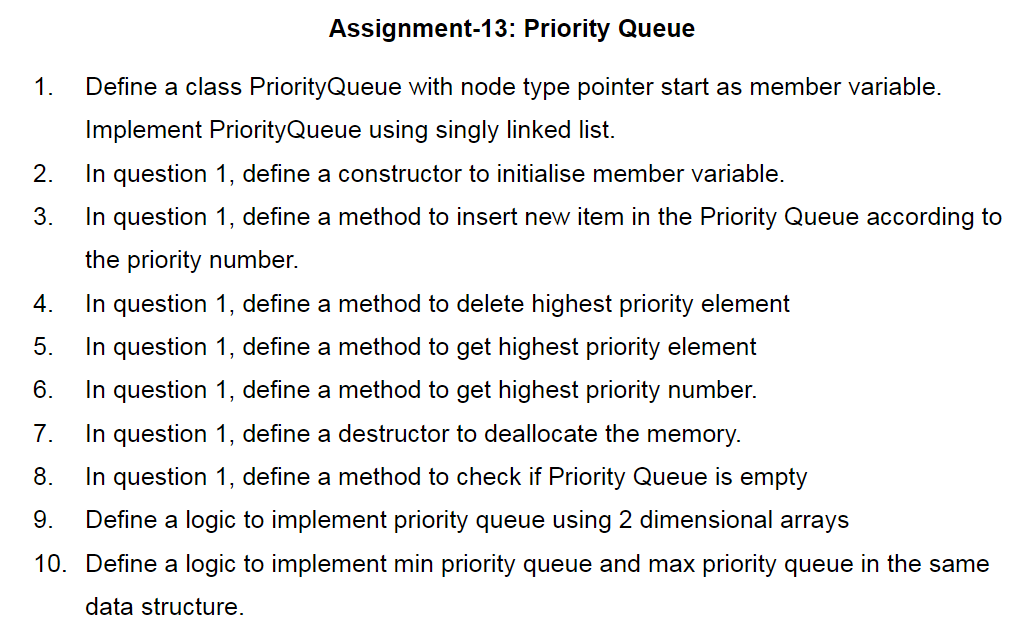 Assignment-13: Priority Queue
1. Define a class PriorityQueue with node type pointer start as member variable.
Implement PriorityQueue using singly linked list.
2. In question 1, define a constructor to initialise member variable.
3. In question 1, define a method to insert new item in the Priority Queue according to
the priority number.
4. In question 1, define a method to delete highest priority element
5. In question 1, define a method to get highest priority element
6. In question 1, define a method to get highest priority number.
7. In question 1, define a destructor to deallocate the memory.
8. In question 1, define a method to check if Priority Queue is empty
9. Define a logic to implement priority queue using 2 dimensional arrays
10. Define a logic to implement min priority queue and max priority queue in the same
data structure.